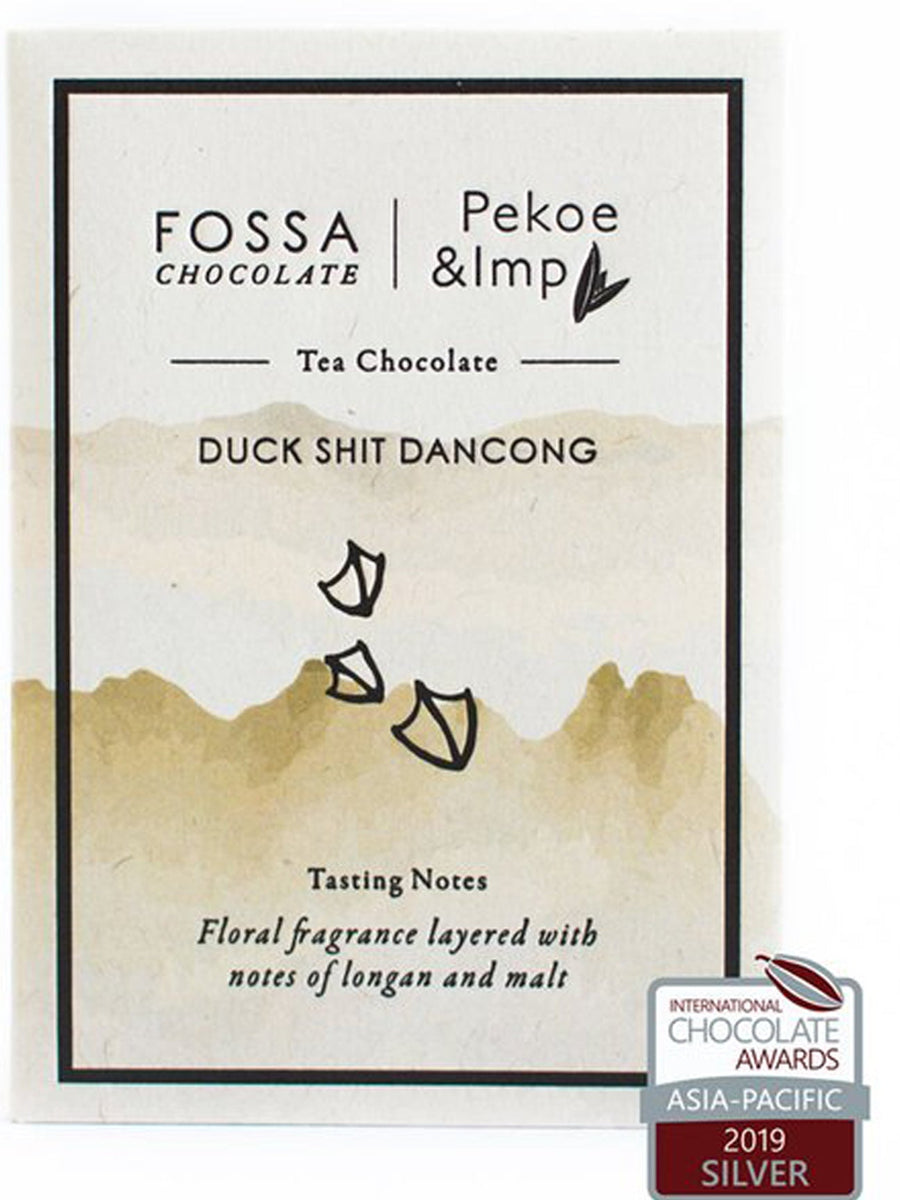 FOSSA
CHOCOLATE
Pekoe
&Imp
Tea Chocolate
DUCK SHIT DANCONG
Tasting Notes
Floral fragrance layered with
notes of longan and malt
INTERNATIONAL
CHOCOLATE
AWARDS
ASIA-PACIFIC
2019
SILVER